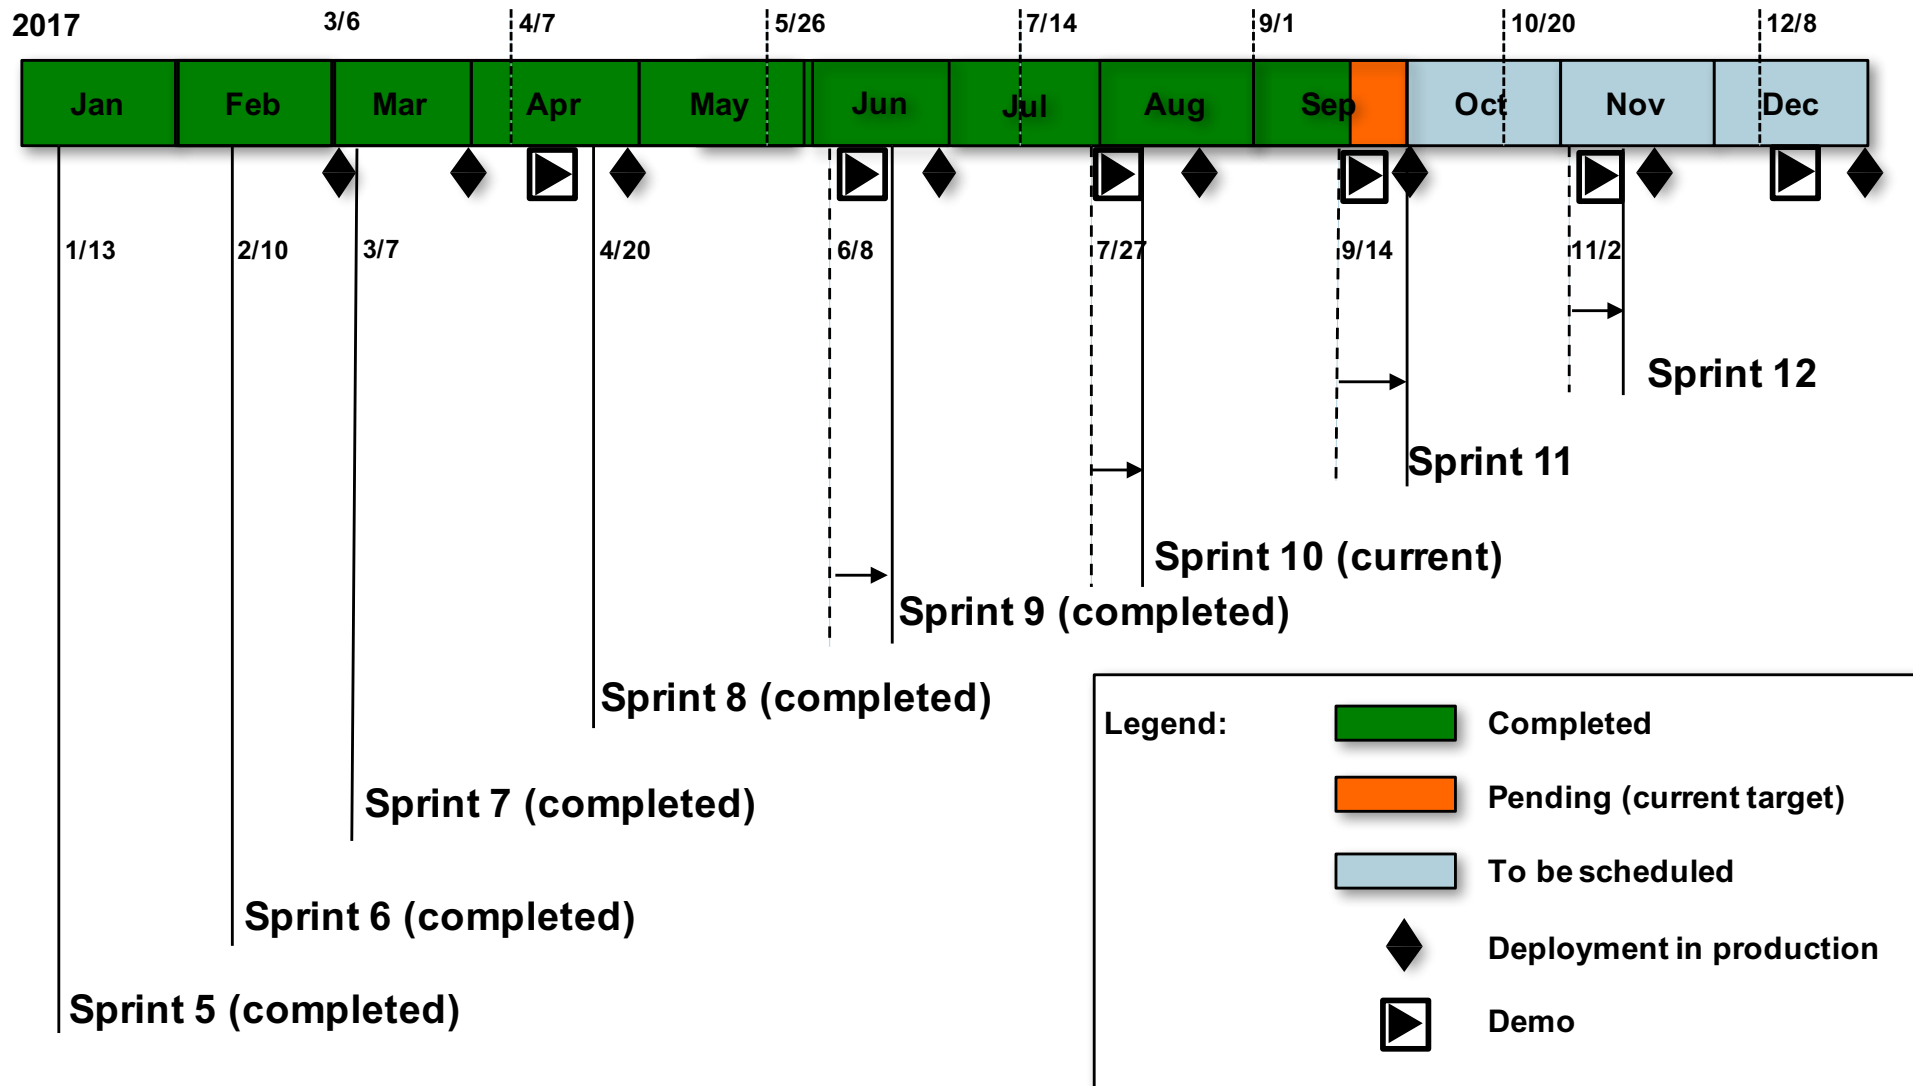 2017
3/6
4/7
5/26
7/14
9/1
10/20
12/8
Jan
Feb
Mar
Apr
May
Jun
Jul
Aug
Sep
Oct
Nov
Dec
1/13
2/10
3/7
4/20
6/8
7/27
9/14
11/2
Sprint 12
Sprint 11
Sprint 10 (current)
Sprint 9 (completed)
Sprint 8 (completed)
Sprint 7 (completed)
Sprint 6 (completed)
Sprint 5 (completed)
Legend:
Completed
Pending (current target)
To be scheduled
Deployment in production
Demo